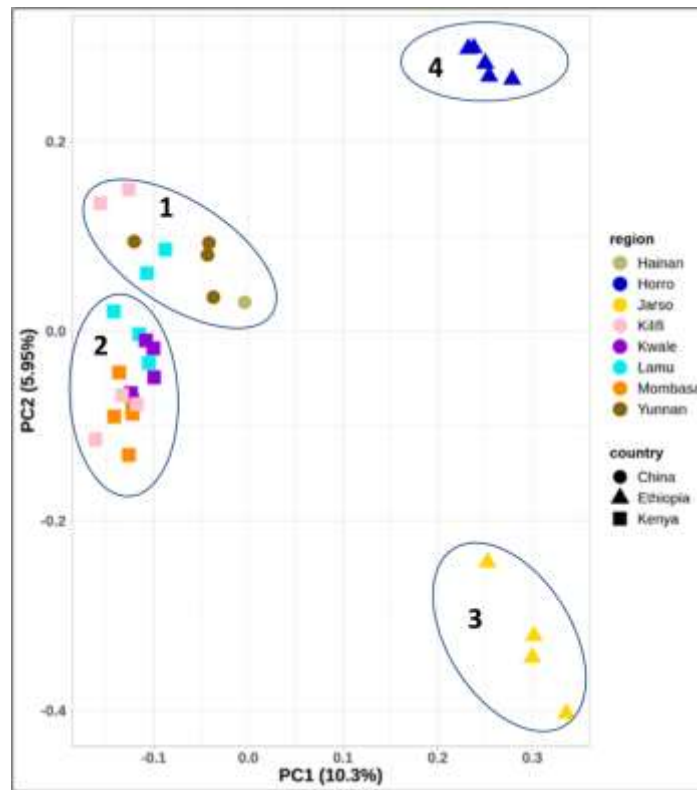 4
0.2
1
region
Hainan
Horro
Jarso
Kilifi
Kwale
Lamu
Mombasa
Yunnan
0.0
2
PC2 (5.95%)
country
China
Ethiopia
Kenya
-0.2
3
-0.4
-0.1 0.0 0.1 0.2 0.3
PC1 (10.3%)